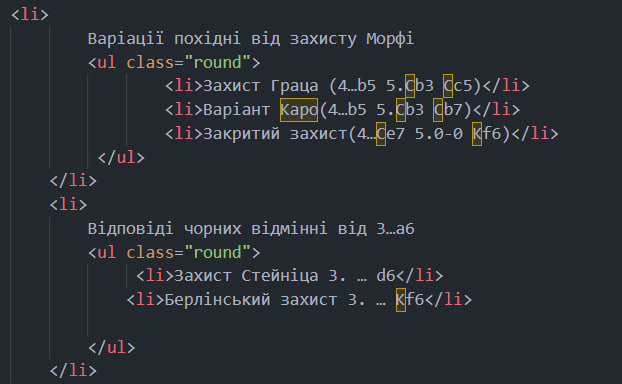 <li>
Варіації похідні від захисту Морфі
<ul class="round">
<li>Захист Граца (4…b5 5.Сb3 Сc5)</li>
<li>Варіант Каро(4…b5 5.Сb3 Сb7)</li>
<li>Закритий захист(4…Сe7 5.0-0 Кf6)</li>
</ul>
</li>
<li>
Відповіді чорних відмінні від 3…a6
<ul class="round">
<li>Захист Стейніца 3. … d6</li>
<li>Берлінський захист 3. … Кf6</li>
</ul>
</li>